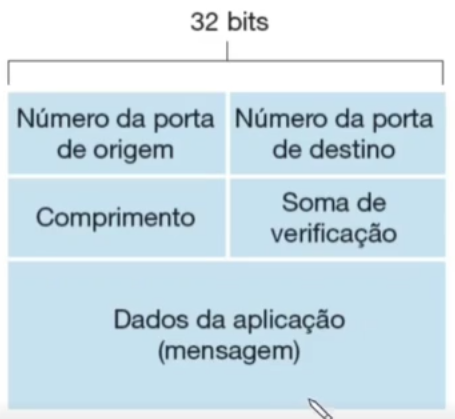 32 bits
Número da porta
de origem
Número da porta
de destino
Comprimento
Soma de
verificação
Dados da aplicação
(mensagem)